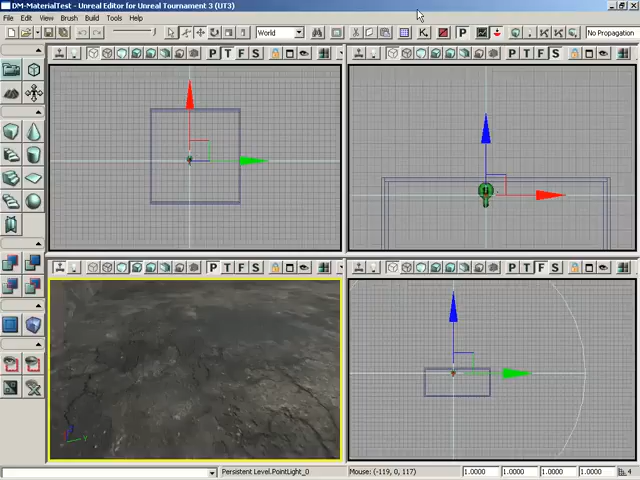 DM-MaterialTest - Unreal Editor for Unreal Tournament 3 (UT3)
File Edit View Brush Build Tools Help
World P No Propagation
P T F S P T F S
P T F S P T F S
Y
Persistent Level.PointLight_0 Mouse: (-119, 0, 117) 1.0000 1.0000 1.0000 1.0000 4